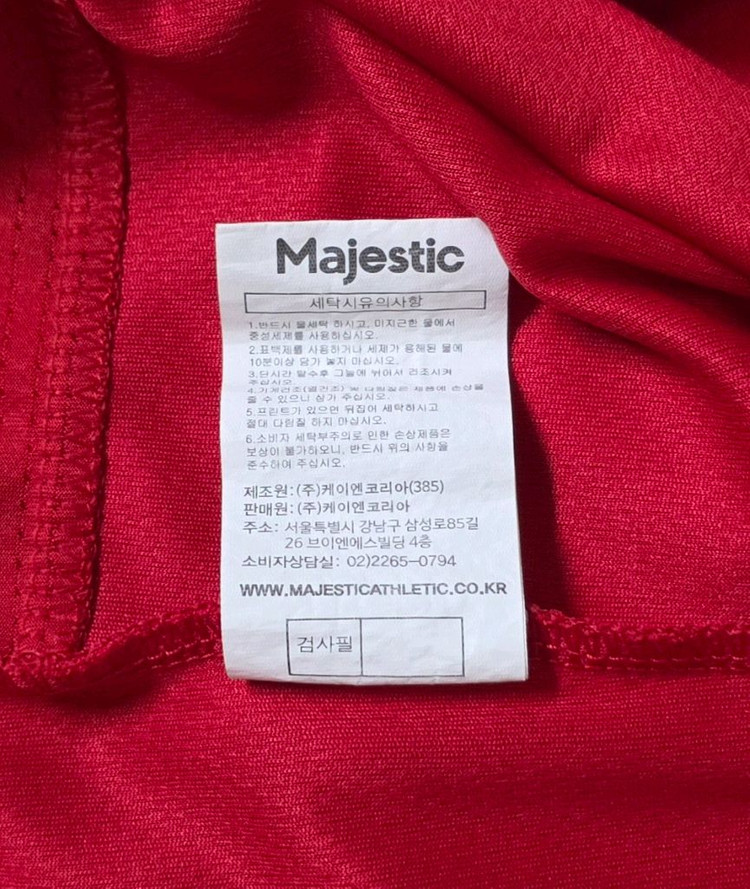 Majestic
세탁시유의사항
1.반드시 물세탁 하시고, 미지근한 물에서
중성세제를 사용하십시오.
2.표백제를 사용하거나 세제가 용해된 물에
10분이상 담가 놓지 마십시오.
3.단시간 탈수후 그늘에 뉘어서 건조시켜
주십시오
4.기계건조(열건조) 및 다림질은 제품에 손상을
줄 수 있으니 삼가 주십시오.
5.프린트가 있으면 뒤집어 세탁하시고
절대 다림질 하지 마십시오.
6.소비자 세탁부주의로 인한 손상제품은
보상이 불가하오니, 반드시 위의 사항을
준수하여 주십시오.
제조원:(주)케이엔코리아(385)
판매원:(주)케이엔코리아
주소: 서울특별시 강남구 삼성로85길
26 브이엔에스빌딩 4층
소비자상담실: 02)2265-0794
WWW.MAJESTICATHLETIC.CO.KR
검사필